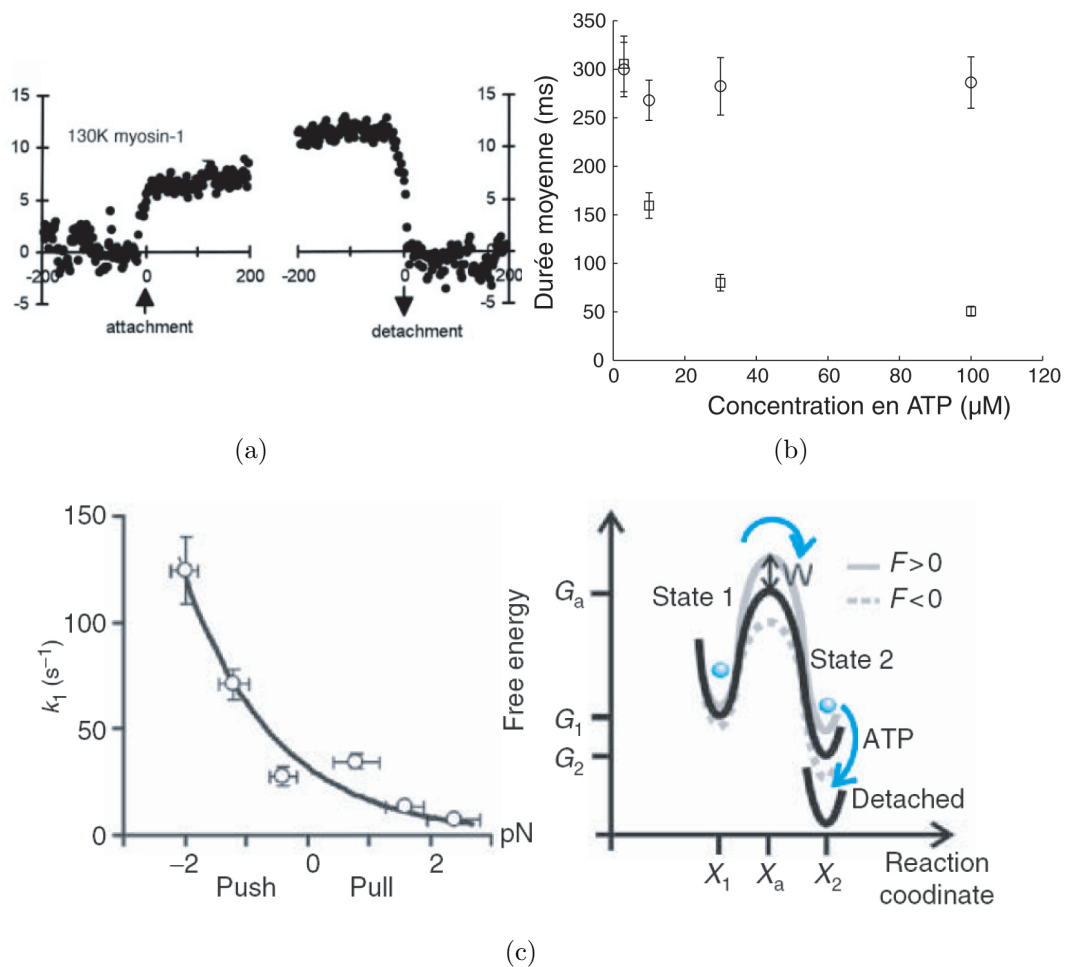 15
10
5
0
-5
130K myosin-1
-200
0
200
attachment
15
10
5
0
-5
-200
0
200
detachment
(a)
Durée moyenne (ms)
350
300
250
200
150
100
50
0
0
20
40
60
80
100
120
Concentration en ATP (µM)
(b)
k₁ (s⁻¹)
150
100
50
0
−2
0
2
pN
Push
Pull
Free energy
Gₐ
G₁
G₂
State 1
W
F>0
F<0
State 2
ATP
Detached
X₁
Xₐ
X₂
Reaction
coodinate
(c)